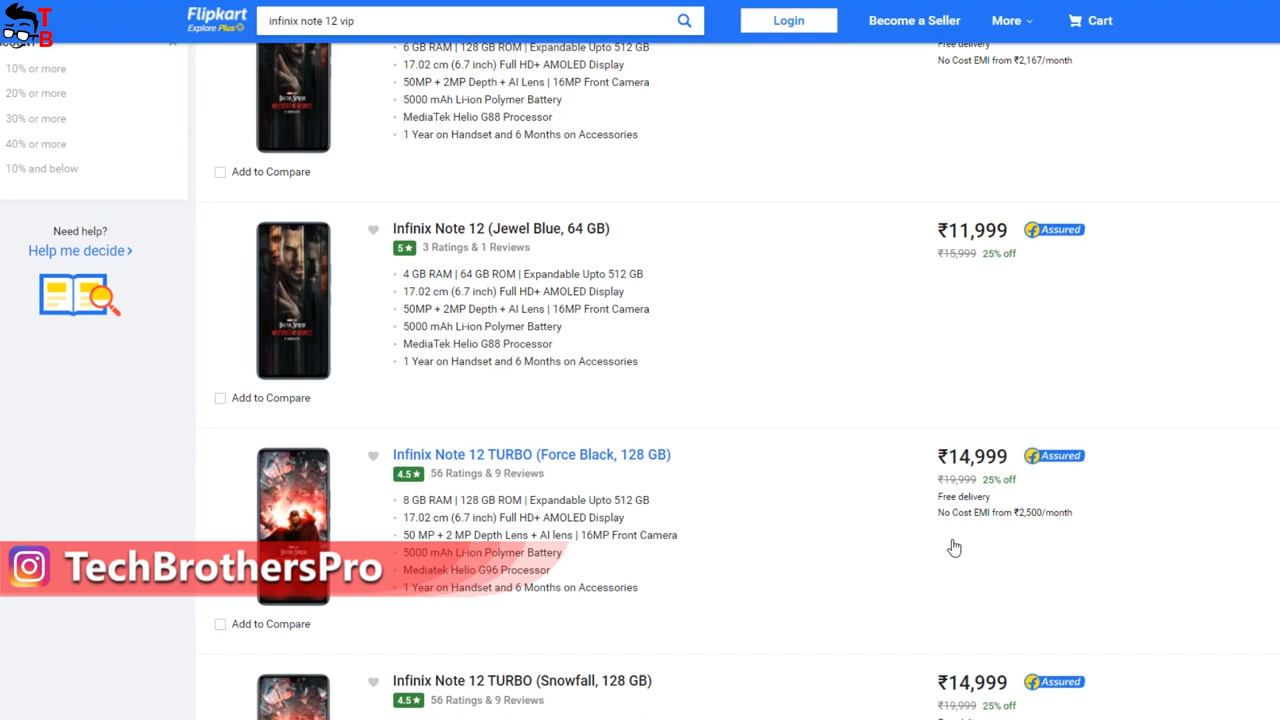 TB
Flipkart
Explore Plus
infinix note 12 vip
Login
Become a Seller
More
Cart
10% or more
20% or more
30% or more
40% or more
10% and below
Need help?
Help me decide
6 GB RAM | 128 GB ROM | Expandable Upto 512 GB
17.02 cm (6.7 inch) Full HD+ AMOLED Display
50MP + 2MP Depth + AI Lens | 16MP Front Camera
5000 mAh Li-ion Polymer Battery
MediaTek Helio G88 Processor
1 Year on Handset and 6 Months on Accessories
Free delivery
No Cost EMI from ₹2,167/month
Add to Compare
Infinix Note 12 (Jewel Blue, 64 GB)
5★ 3 Ratings & 1 Reviews
4 GB RAM | 64 GB ROM | Expandable Upto 512 GB
17.02 cm (6.7 inch) Full HD+ AMOLED Display
50MP + 2MP Depth + AI Lens | 16MP Front Camera
5000 mAh Li-ion Polymer Battery
MediaTek Helio G88 Processor
1 Year on Handset and 6 Months on Accessories
₹11,999 Assured
₹15,999 25% off
Add to Compare
Infinix Note 12 TURBO (Force Black, 128 GB)
4.5★ 56 Ratings & 9 Reviews
8 GB RAM | 128 GB ROM | Expandable Upto 512 GB
17.02 cm (6.7 inch) Full HD+ AMOLED Display
50 MP + 2 MP Depth Lens + AI lens | 16MP Front Camera
5000 mAh Li-ion Polymer Battery
Mediatek Helio G96 Processor
1 Year on Handset and 6 Months on Accessories
₹14,999 Assured
₹19,999 25% off
Free delivery
No Cost EMI from ₹2,500/month
TechBrothersPro
Add to Compare
Infinix Note 12 TURBO (Snowfall, 128 GB)
4.5★ 56 Ratings & 9 Reviews
₹14,999 Assured
₹19,999 25% off